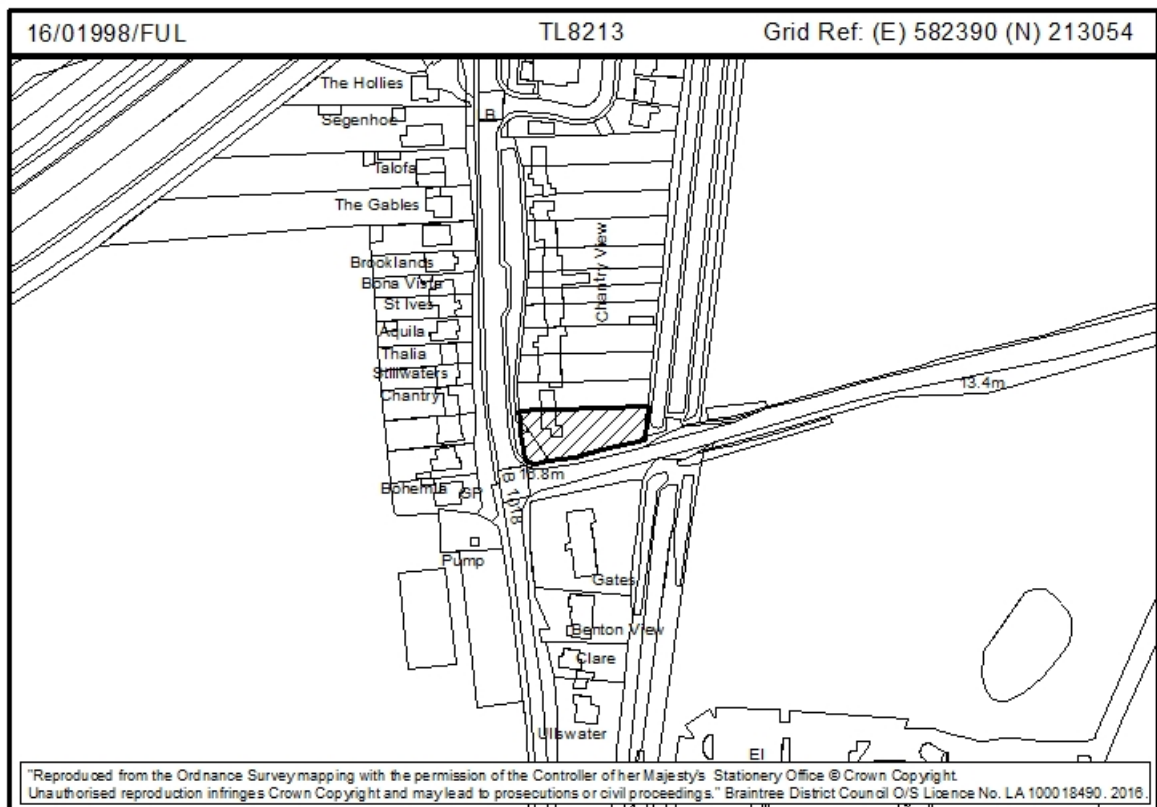 16/01998/FUL TL8213 Grid Ref: (E) 582390 (N) 213054
The Hollies
Segenhoe
B
Talofa
The Gables
Chantry View
Brooklands
Bona Vista
St Ives
Aquila
Thalia
Stillwaters
Chantry
13.4m
B 1018
Bohemia
GP
Pump
Gates
Benton View
Clare
Ullswater
El
"Reproduced from the Ordnance Survey mapping with the permission of the Controller of her Majesty's Stationery Office © Crown Copyright.
Unauthorised reproduction infringes Crown Copyright and may lead to prosecutions or civil proceedings." Braintree District Council O/S Licence No. LA 100018490. 2016.